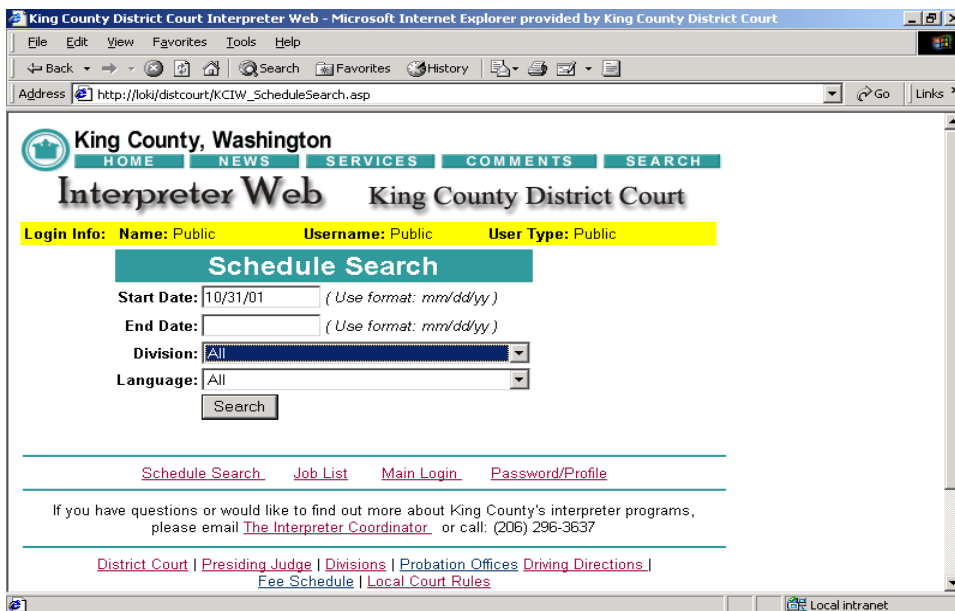 King County District Court Interpreter Web - Microsoft Internet Explorer provided by King County District Court
File Edit View Favorites Tools Help
Back Search Favorites History
Address http://loki/distcourt/KCIW_ScheduleSearch.asp Go Links
King County, Washington
HOME NEWS SERVICES COMMENTS SEARCH
Interpreter Web King County District Court
Login Info: Name: Public Username: Public User Type: Public
Schedule Search
Start Date: 10/31/01 ( Use format: mm/dd/yy )
End Date: ( Use format: mm/dd/yy )
Division: All
Language: All
Search
Schedule Search Job List Main Login Password/Profile
If you have questions or would like to find out more about King County's interpreter programs,
please email The Interpreter Coordinator or call: (206) 296-3637
District Court | Presiding Judge | Divisions | Probation Offices Driving Directions |
Fee Schedule | Local Court Rules
Local intranet